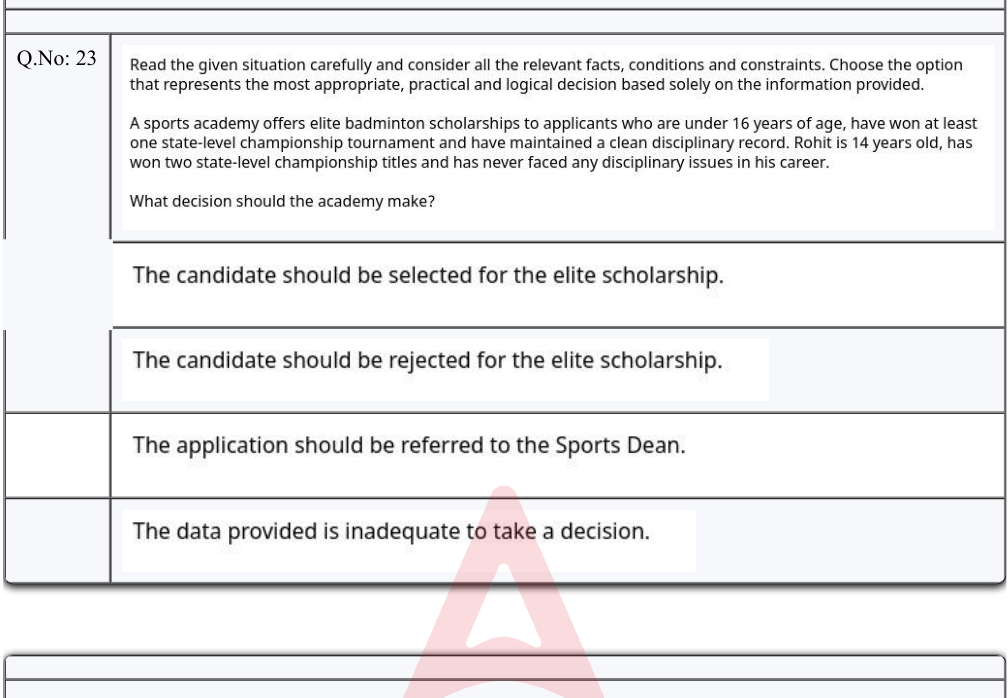 Q.No: 23
Read the given situation carefully and consider all the relevant facts, conditions and constraints. Choose the option
that represents the most appropriate, practical and logical decision based solely on the information provided.
A sports academy offers elite badminton scholarships to applicants who are under 16 years of age, have won at least
one state-level championship tournament and have maintained a clean disciplinary record. Rohit is 14 years old, has
won two state-level championship titles and has never faced any disciplinary issues in his career.
What decision should the academy make?
The candidate should be selected for the elite scholarship.
The candidate should be rejected for the elite scholarship.
The application should be referred to the Sports Dean.
The data provided is inadequate to take a decision.